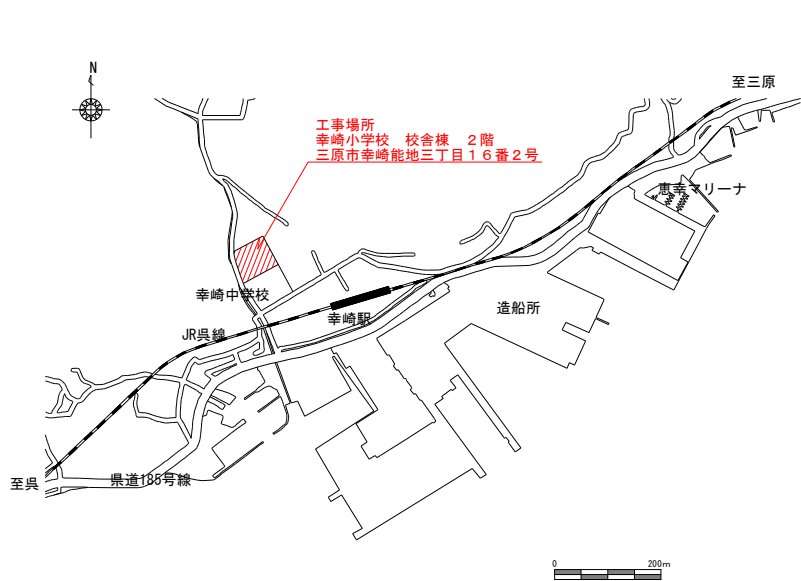 N
至三原
工事場所
幸崎小学校　校舎棟　２階
三原市幸崎能地三丁目１６番２号
恵幸マリーナ
幸崎中学校
造船所
幸崎駅
JR呉線
県道185号線
至呉
0 200m